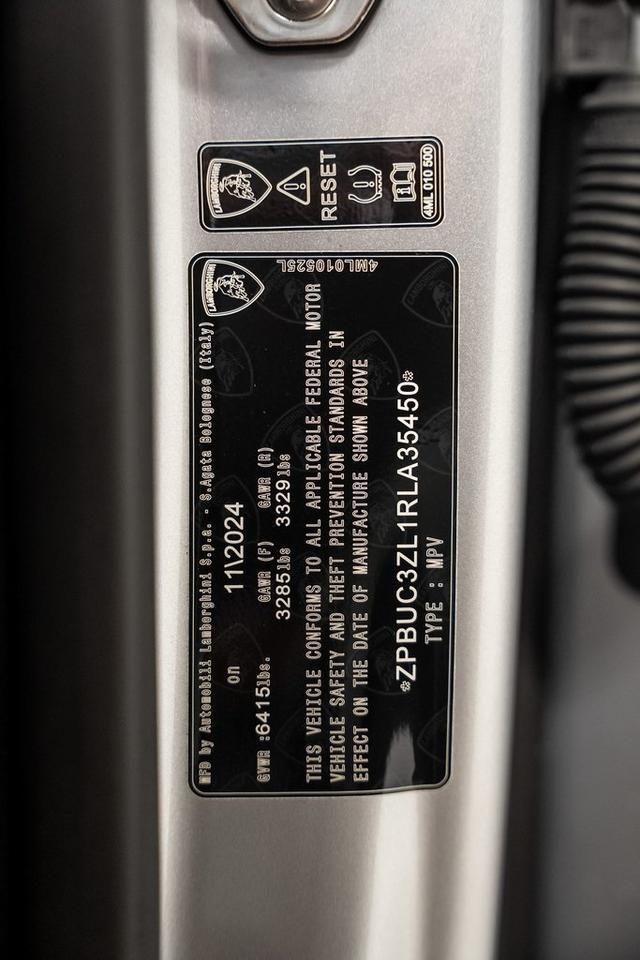 LAMBORGHINI
RESET
4ML 010 500
LAMBORGHINI
4ML010525L
MFD by Automobili Lamborghini S.p.a. - S.Agata Bolognese (Italy)
on 11\2024
GVWR :6415lbs. GAWR (F) GAWR (R)
3285lbs 3329lbs
THIS VEHICLE CONFORMS TO ALL APPLICABLE FEDERAL MOTOR
VEHICLE SAFETY AND THEFT PREVENTION STANDARDS IN
EFFECT ON THE DATE OF MANUFACTURE SHOWN ABOVE
*ZPBUC3ZL1RLA35450*
TYPE : MPV